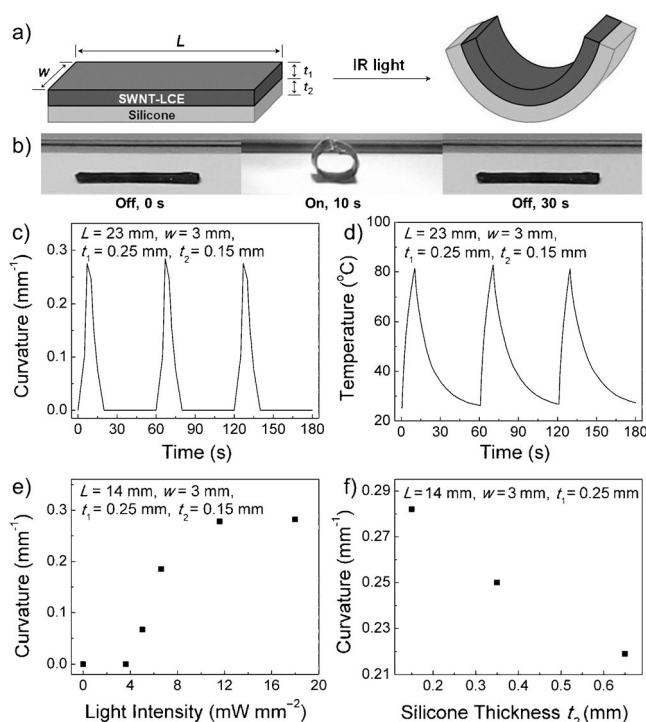 a)
L
w
t₁
t₂
SWNT-LCE
Silicone
IR light
b)
Off, 0 s
On, 10 s
Off, 30 s
c)
L = 23 mm, w = 3 mm,
t₁ = 0.25 mm, t₂ = 0.15 mm
Curvature (mm⁻¹)
0.3
0.2
0.1
0.0
0 30 60 90 120 150 180
Time (s)
d)
L = 23 mm, w = 3 mm,
t₁ = 0.25 mm, t₂ = 0.15 mm
Temperature (°C)
100
80
60
40
20
0 30 60 90 120 150 180
Time (s)
e)
L = 14 mm, w = 3 mm,
t₁ = 0.25 mm, t₂ = 0.15 mm
Curvature (mm⁻¹)
0.3
0.2
0.1
0.0
0 4 8 12 16 20
Light Intensity (mW mm⁻²)
f)
L = 14 mm, w = 3 mm, t₁ = 0.25 mm
Curvature (mm⁻¹)
0.29
0.27
0.25
0.23
0.21
0.2 0.3 0.4 0.5 0.6
Silicone Thickness t₂ (mm)